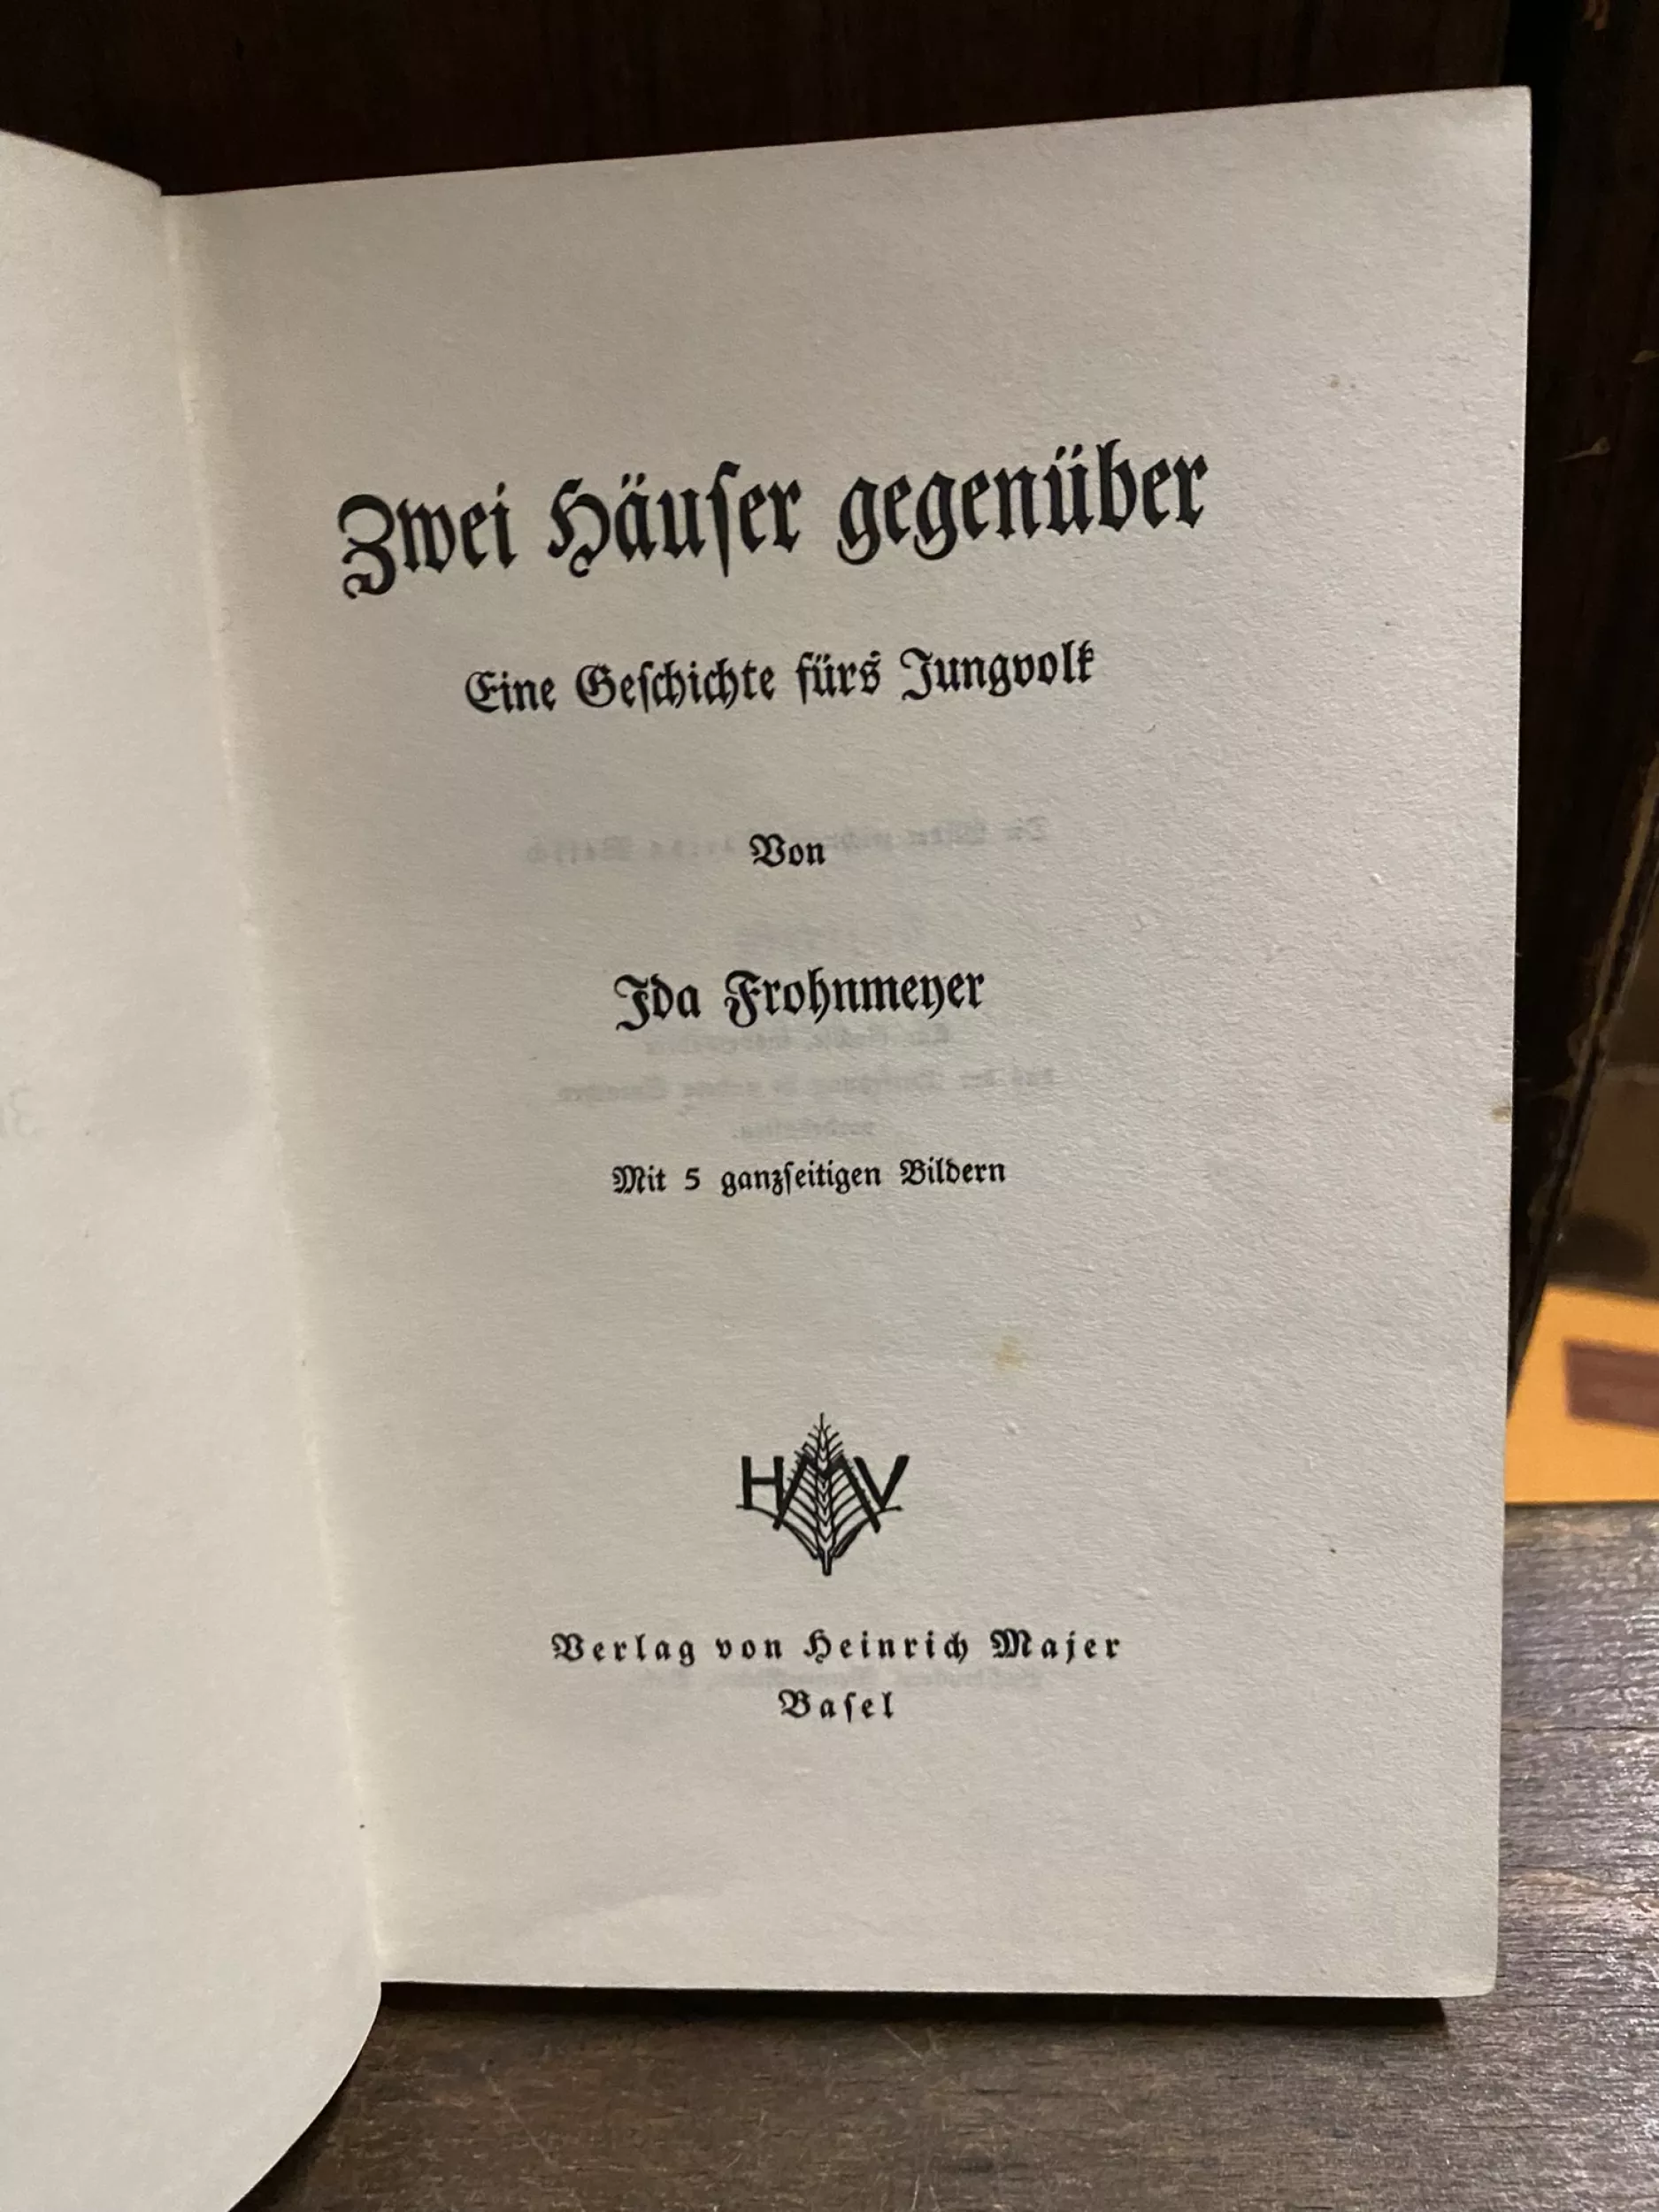 Zwei Häuſer gegenüber
Eine Geſchichte fürs Jungvolk
Von
Ida Frohnmeyer
Mit 5 ganzſeitigen Bildern
HMV
Verlag von Heinrich Majer
Baſel